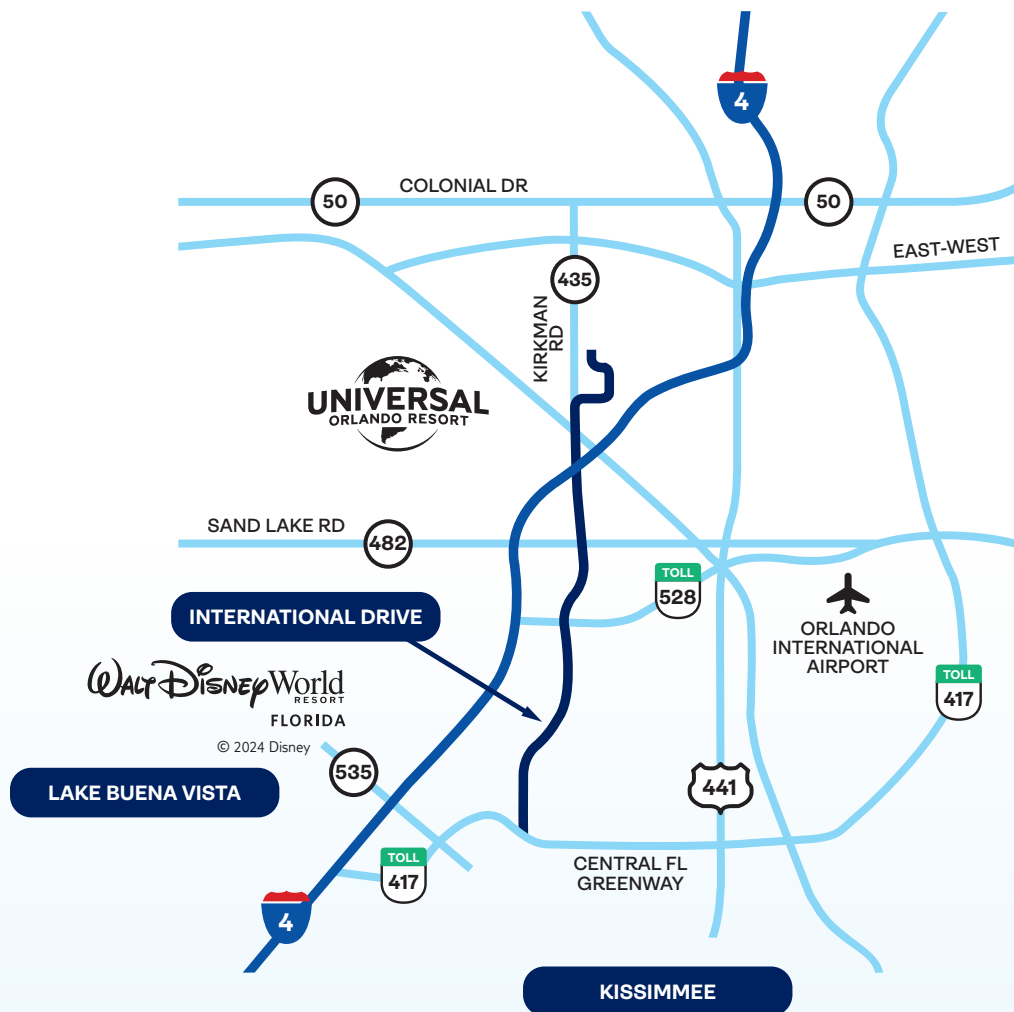 4
COLONIAL DR
50
50
EAST-WEST
435
KIRKMAN
RD
UNIVERSAL
ORLANDO RESORT
SAND LAKE RD
482
TOLL
528
INTERNATIONAL DRIVE
ORLANDO
INTERNATIONAL
AIRPORT
WALT DISNEY World
RESORT
FLORIDA
© 2024 Disney
TOLL
417
535
LAKE BUENA VISTA
441
TOLL
417
CENTRAL FL
GREENWAY
4
KISSIMMEE